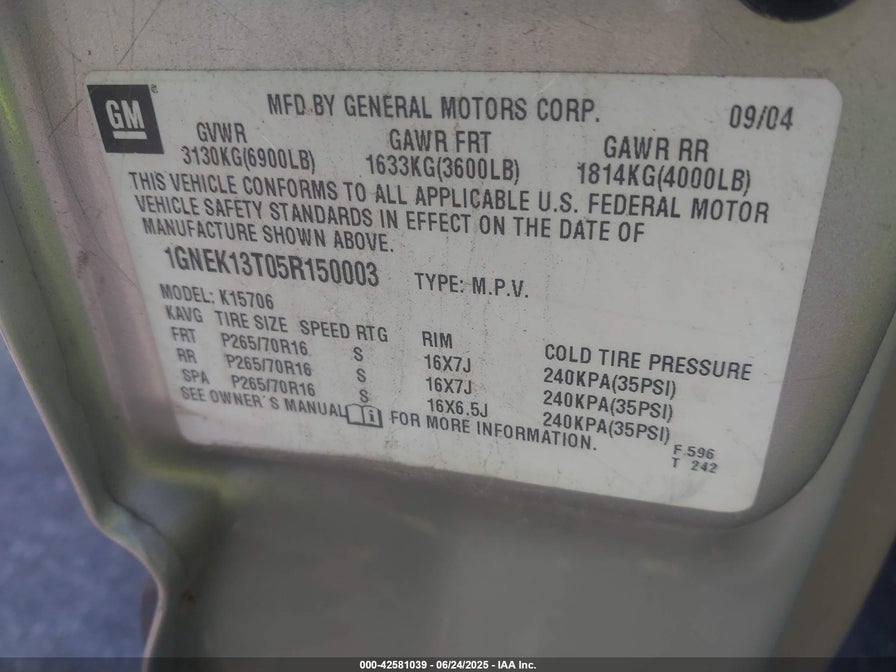 GM
MFD BY GENERAL MOTORS CORP. 09/04
GVWR GAWR FRT GAWR RR
3130KG(6900LB) 1633KG(3600LB) 1814KG(4000LB)
THIS VEHICLE CONFORMS TO ALL APPLICABLE U.S. FEDERAL MOTOR
VEHICLE SAFETY STANDARDS IN EFFECT ON THE DATE OF
MANUFACTURE SHOWN ABOVE.
1GNEK13T05R150003 TYPE: M.P.V.
MODEL: K15706
KAVG TIRE SIZE SPEED RTG RIM COLD TIRE PRESSURE
FRT P265/70R16 S 16X7J 240KPA(35PSI)
RR P265/70R16 S 16X7J 240KPA(35PSI)
SPA P265/70R16 S 16X6.5J 240KPA(35PSI)
SEE OWNER'S MANUAL FOR MORE INFORMATION.
F 596
T 242
000-42581039 - 06/24/2025 - IAA Inc.